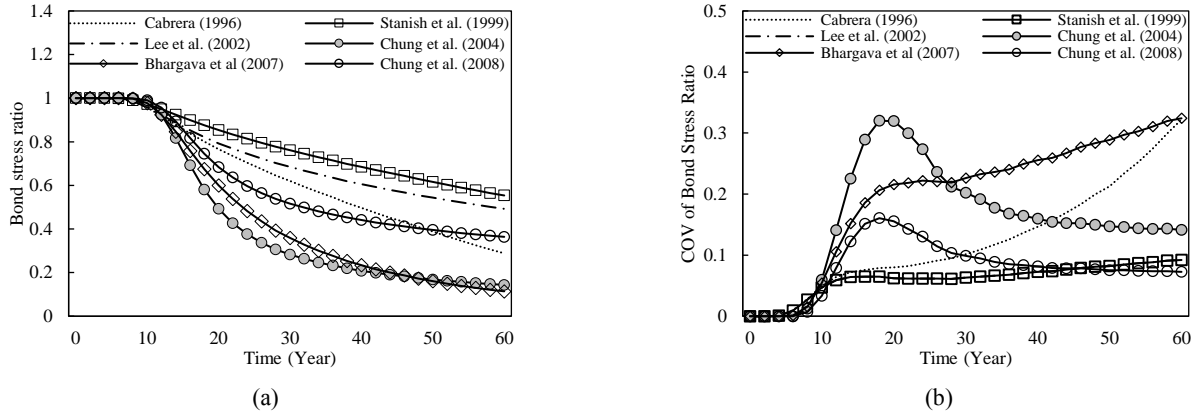 1.4
1.2
1
0.8
0.6
0.4
0.2
0
Bond stress ratio
Cabrera (1996)
Stanish et al. (1999)
Lee et al. (2002)
Chung et al. (2004)
Bhargava et al (2007)
Chung et al. (2008)
0 10 20 30 40 50 60
Time (Year)
(a)
0.5
0.4
0.3
0.2
0.1
0
COV of Bond Stress Ratio
Cabrera (1996)
Stanish et al. (1999)
Lee et al. (2002)
Chung et al. (2004)
Bhargava et al (2007)
Chung et al. (2008)
0 10 20 30 40 50 60
Time (Year)
(b)